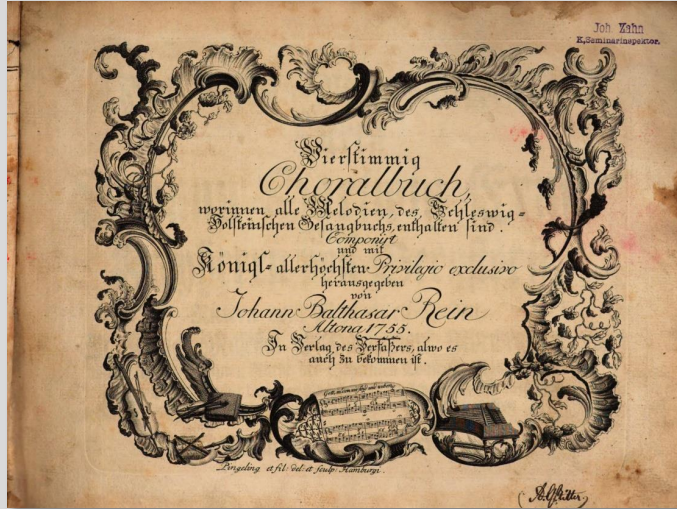 Joh. Zahn
K. Seminarinspektor.
Vierstimmig
Choralbuch,
worinnen alle Melodien, des Schleswig=
Holsteinschen Gesangbuchs, enthalten sind.
Componirt
und mit
Königl= allerhöchsten Privilegio exclusivo
herausgegeben
von
Johann Balthasar Rein
Altona 1755.
In Verlag des Verfaßers, alwo es
auch zu bekommen ist.
Pingeling et fil: del: et sculp: Hamburgi.